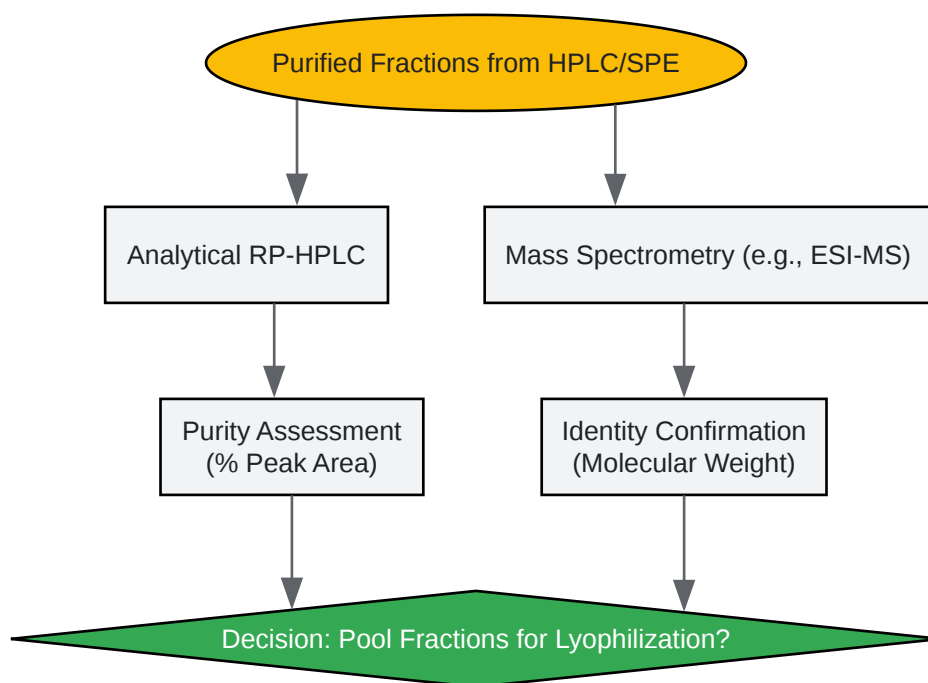 Purified Fractions from HPLC/SPE
Analytical RP-HPLC
Mass Spectrometry (e.g., ESI-MS)
Purity Assessment
(% Peak Area)
Identity Confirmation
(Molecular Weight)
Decision: Pool Fractions for Lyophilization?